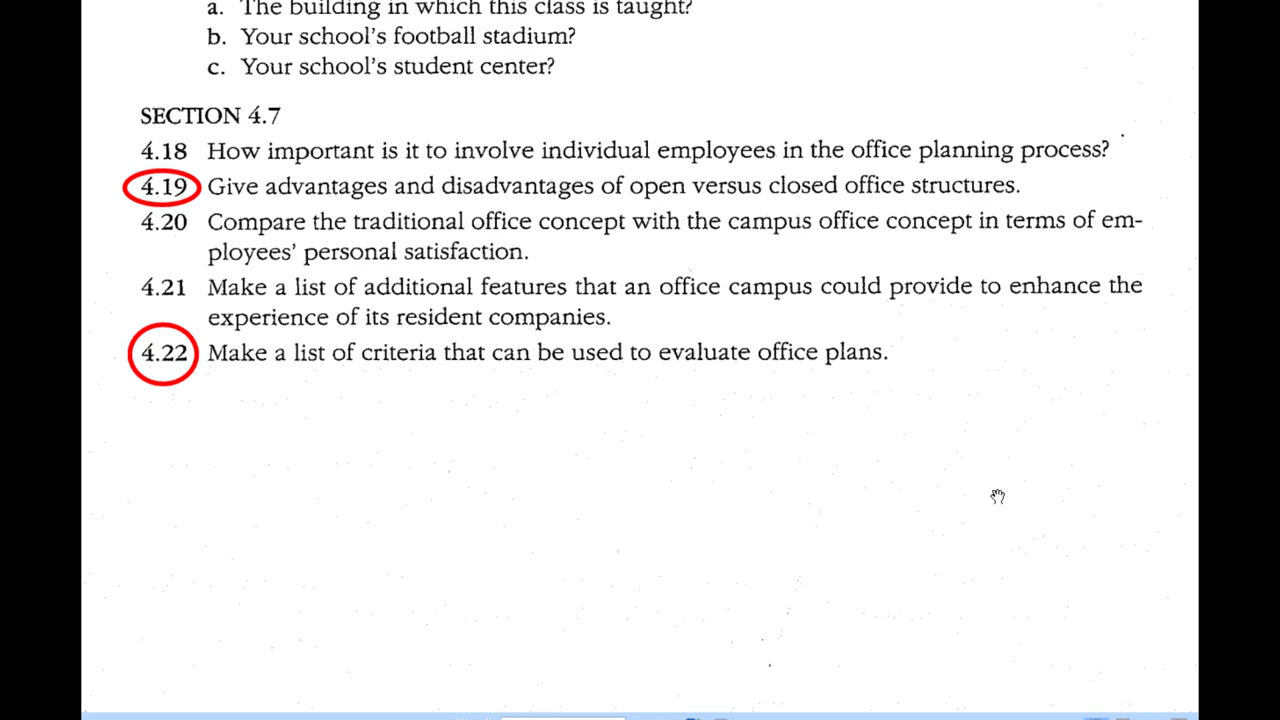 a. The building in which this class is taught?
b. Your school's football stadium?
c. Your school's student center?
SECTION 4.7
4.18 How important is it to involve individual employees in the office planning process?
4.19 Give advantages and disadvantages of open versus closed office structures.
4.20 Compare the traditional office concept with the campus office concept in terms of em-
ployees' personal satisfaction.
4.21 Make a list of additional features that an office campus could provide to enhance the
experience of its resident companies.
4.22 Make a list of criteria that can be used to evaluate office plans.